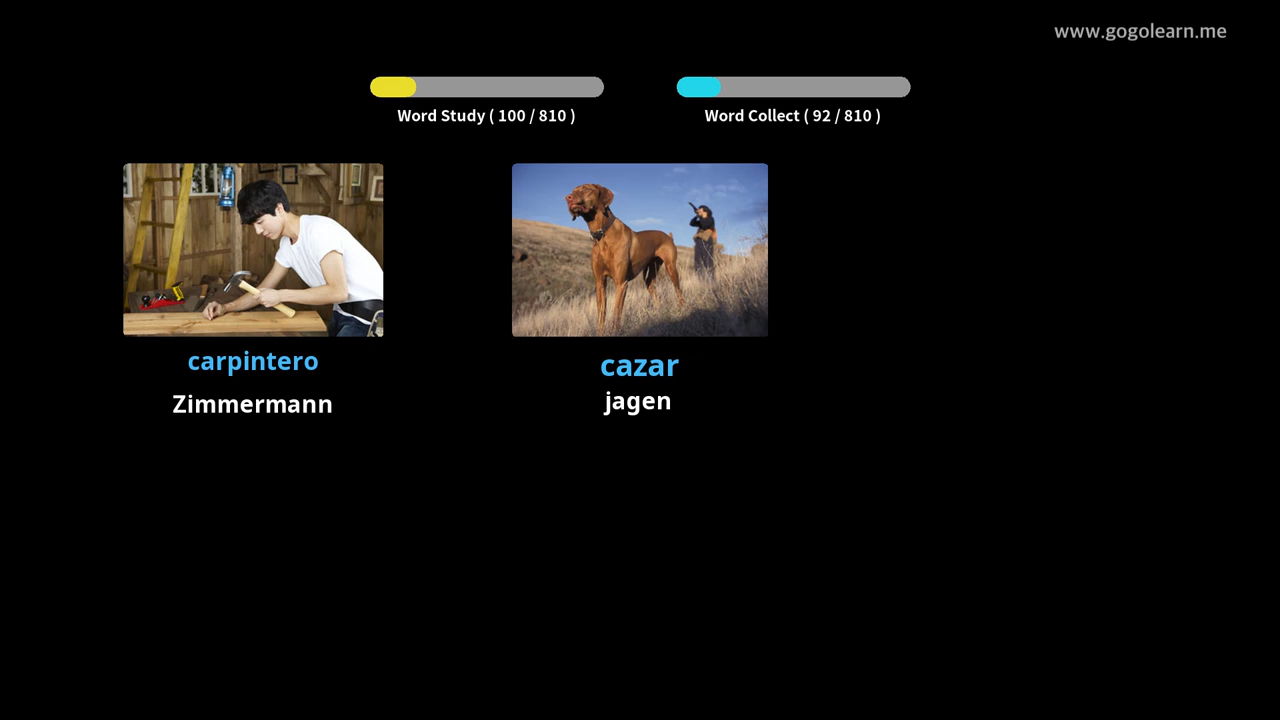 www.gogolearn.me
Word Study ( 100 / 810 )
Word Collect ( 92 / 810 )
carpintero
Zimmermann
cazar
jagen